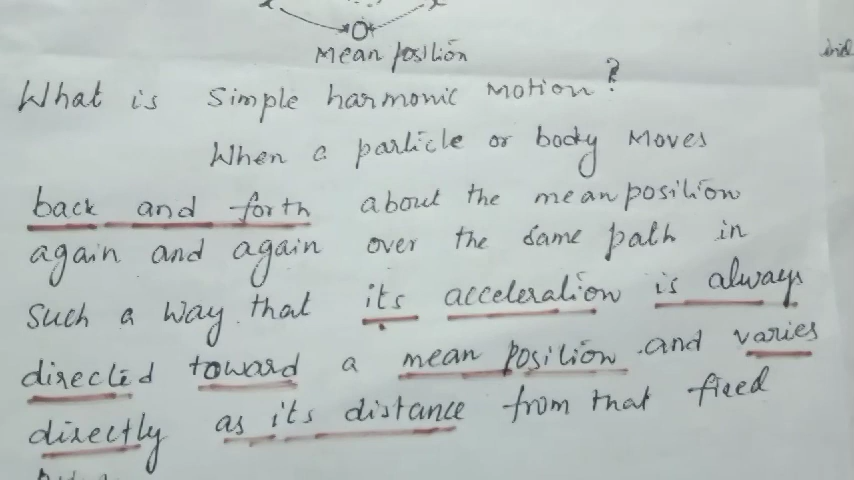 Mean position
What is simple harmonic Motion?
When a particle or body Moves
back and forth about the mean position
again and again over the same path in
such a way that its acceleration is always
directed toward a mean position and varies
directly as its distance from that fixed